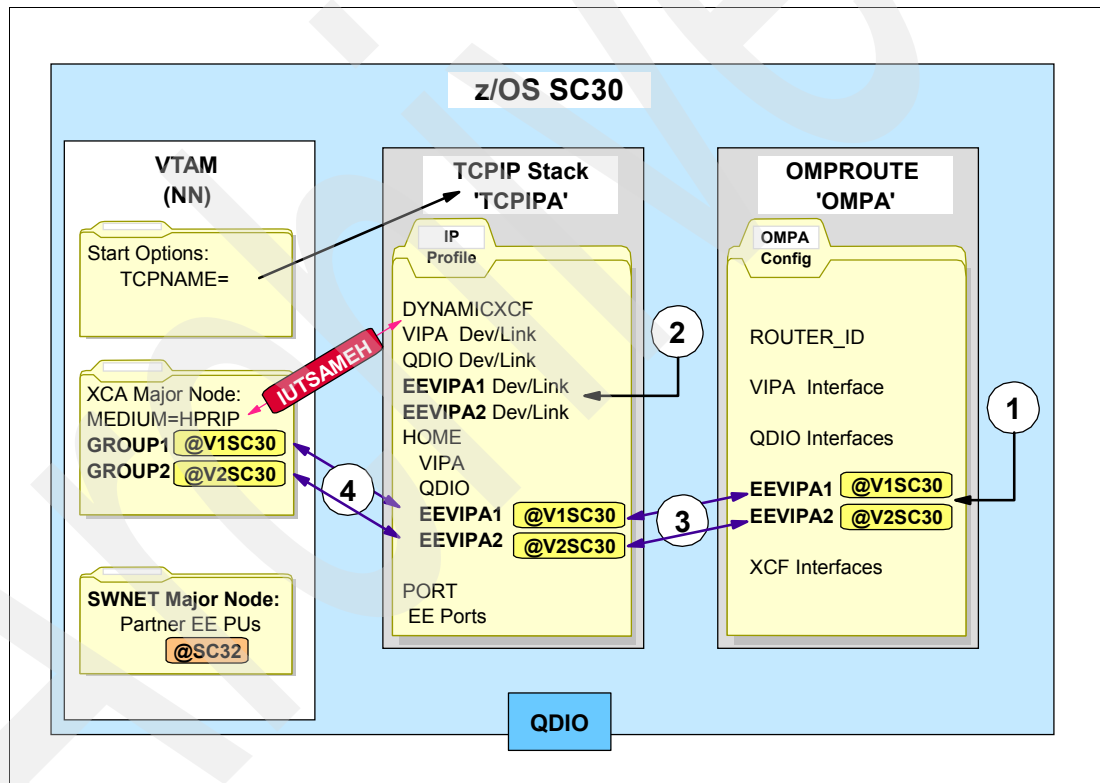 z/OS SC30
VTAM
(NN)
Start Options:
TCPNAME=
XCA Major Node:
MEDIUM=HPRIP
GROUP1 @V1SC30
GROUP2 @V2SC30
SWNET Major Node:
Partner EE PUs
@SC32
IUTSAMEH
4
TCPIP Stack
'TCPIPA'
IP
Profile
DYNAMICXCF
VIPA Dev/Link
QDIO Dev/Link
EEVIPA1 Dev/Link
EEVIPA2 Dev/Link
HOME
VIPA
QDIO
EEVIPA1 @V1SC30
EEVIPA2 @V2SC30
PORT
EE Ports
2
3
OMPROUTE
'OMPA'
OMPA
Config
ROUTER_ID
VIPA Interface
QDIO Interfaces
EEVIPA1 @V1SC30
EEVIPA2 @V2SC30
XCF Interfaces
1
QDIO